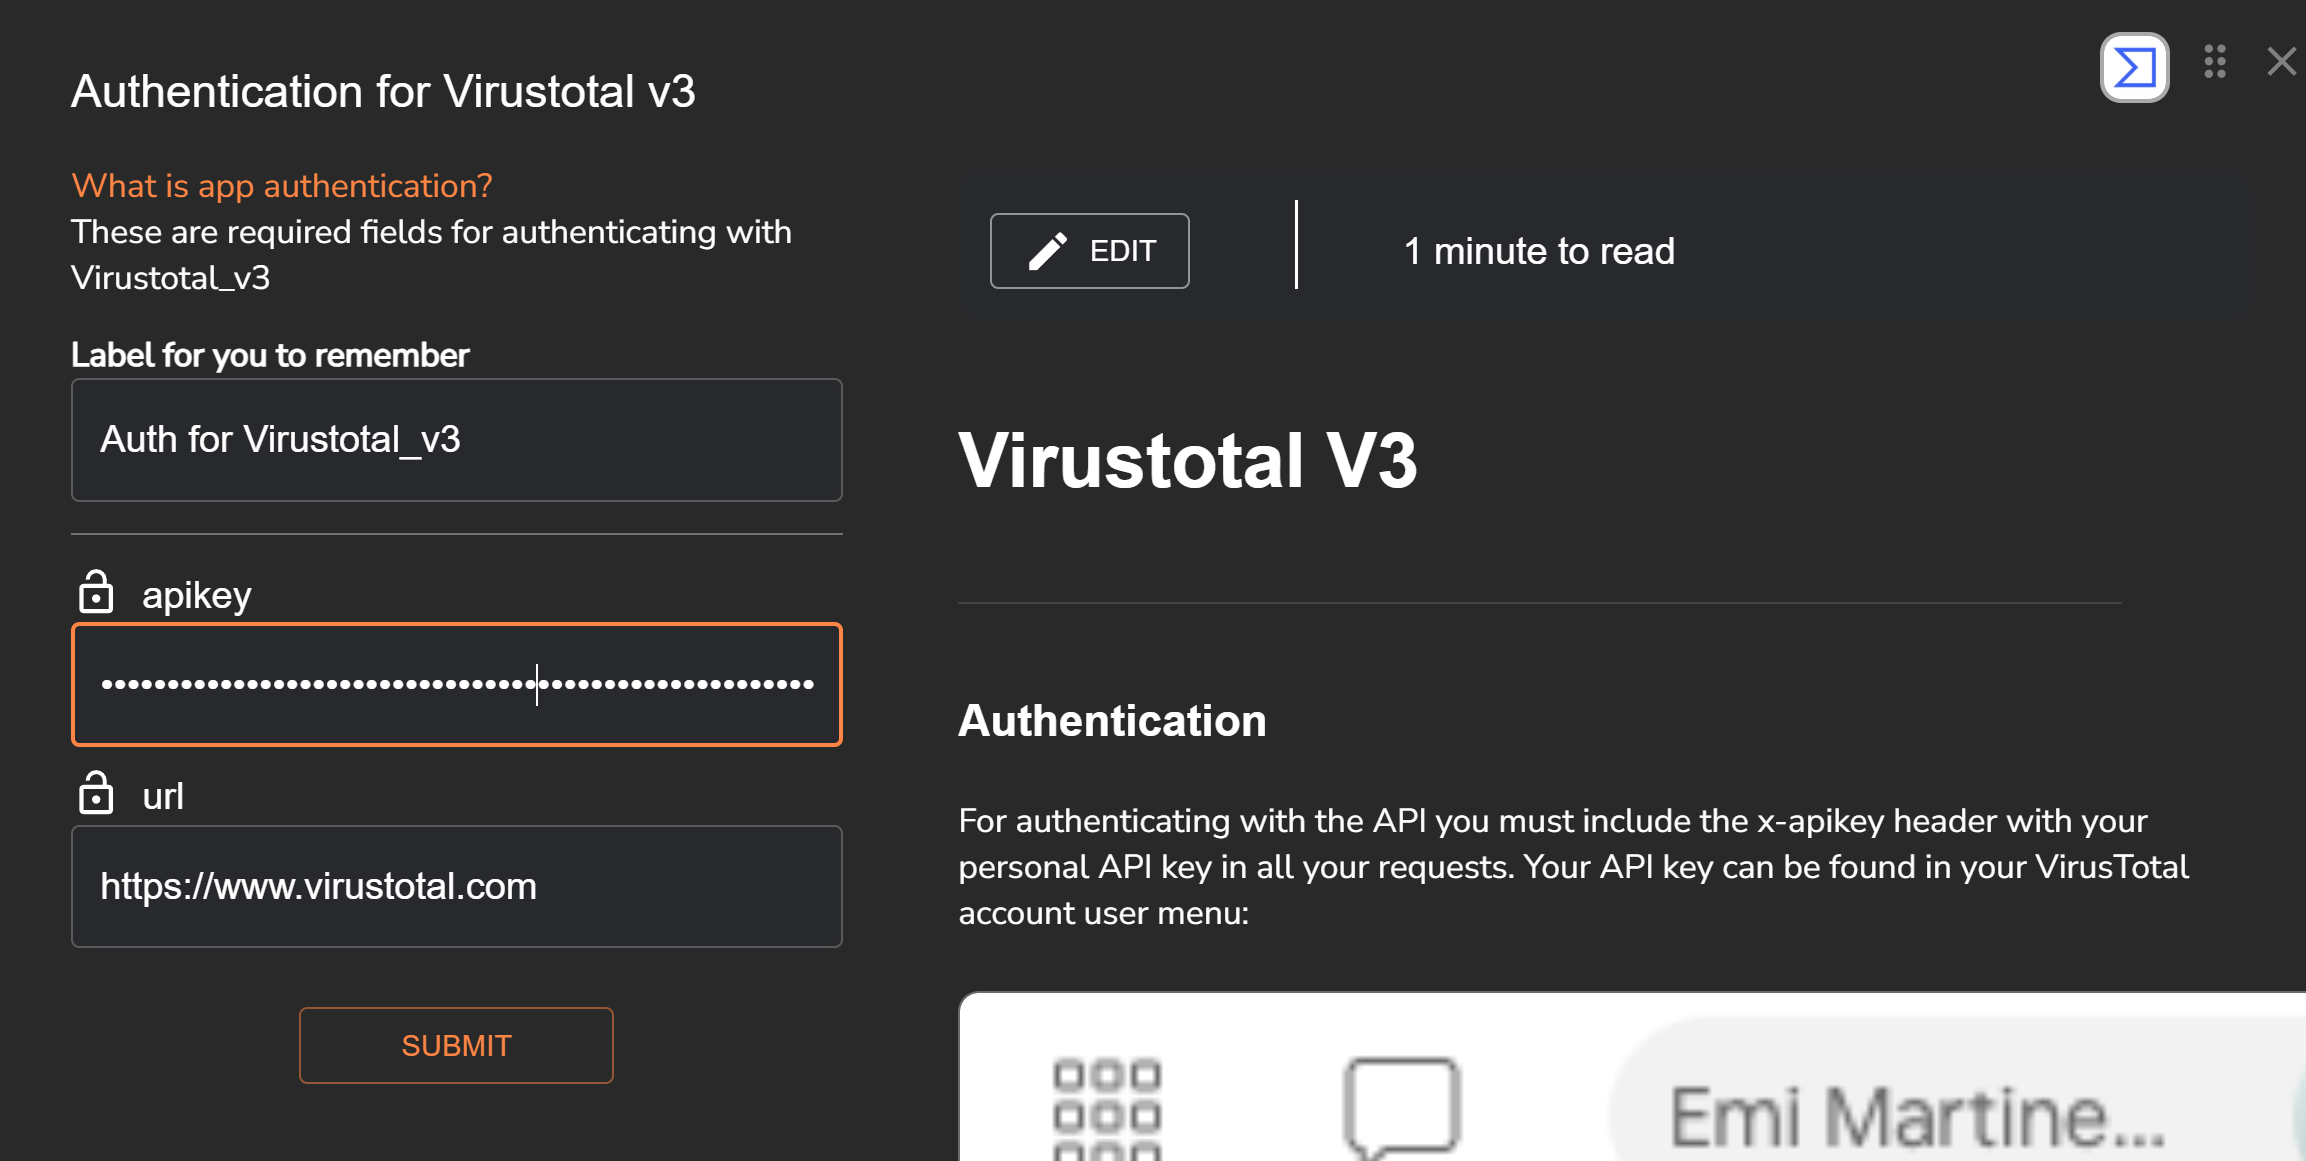 Authentication for Virustotal v3
What is app authentication?
These are required fields for authenticating with
Virustotal_v3
Label for you to remember
Auth for Virustotal_v3
apikey
url
https://www.virustotal.com
SUBMIT
EDIT
1 minute to read
Virustotal V3
Authentication
For authenticating with the API you must include the x-apikey header with your
personal API key in all your requests. Your API key can be found in your VirusTotal
account user menu:
Emi Martine...